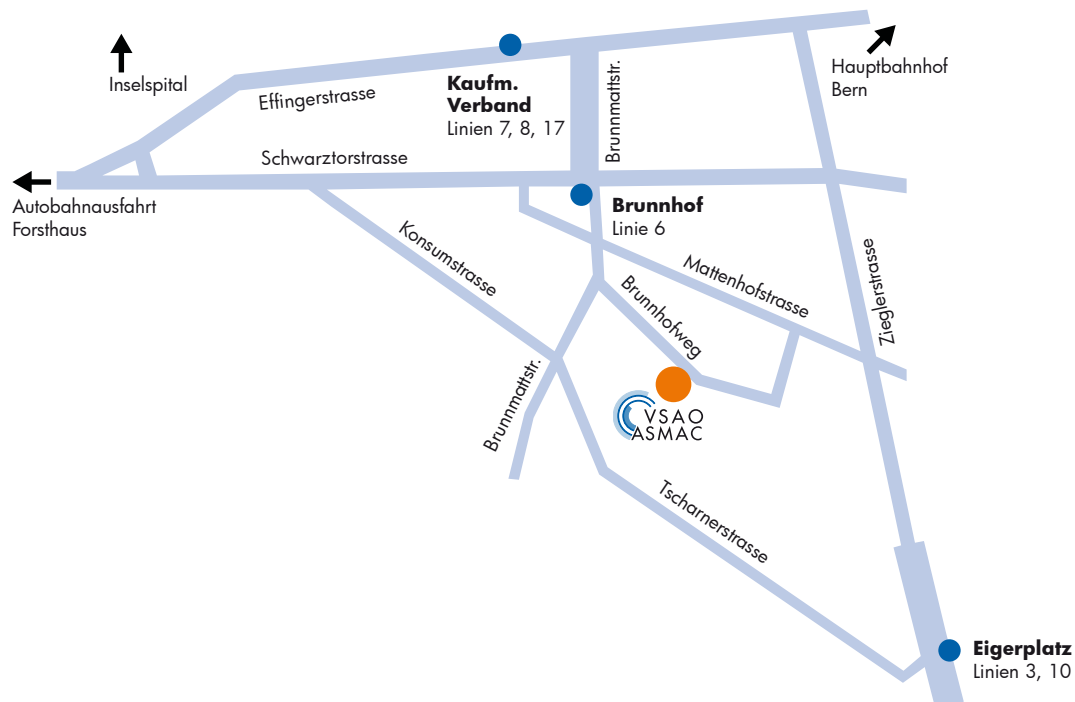 Inselspital
Hauptbahnhof
Bern
Kaufm.
Verband
Linien 7, 8, 17
Effingerstrasse
Brunnmattstr.
Schwarztorstrasse
Autobahnausfahrt
Forsthaus
Brunnhof
Linie 6
Konsumstrasse
Mattenhofstrasse
Zieglerstrasse
Brunnhofweg
Brunnmattstr.
VSAO
ASMAC
Tscharnerstrasse
Eigerplatz
Linien 3, 10